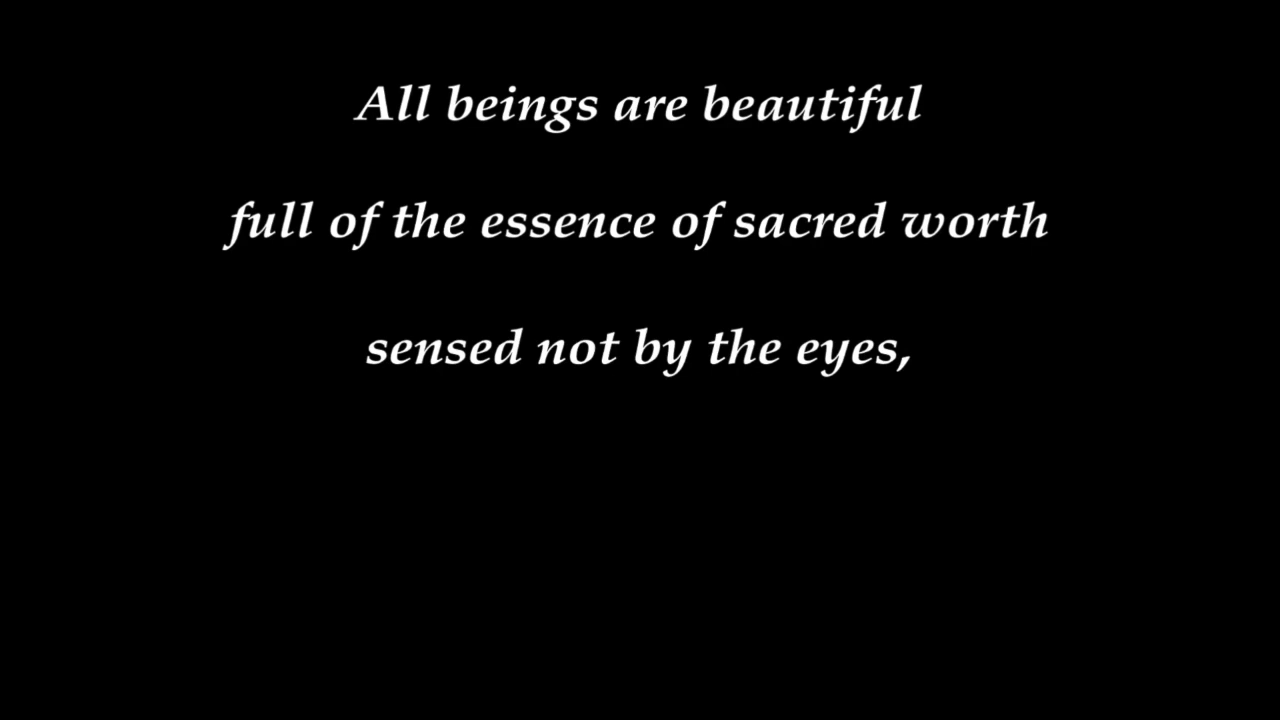 All beings are beautiful
full of the essence of sacred worth
sensed not by the eyes,